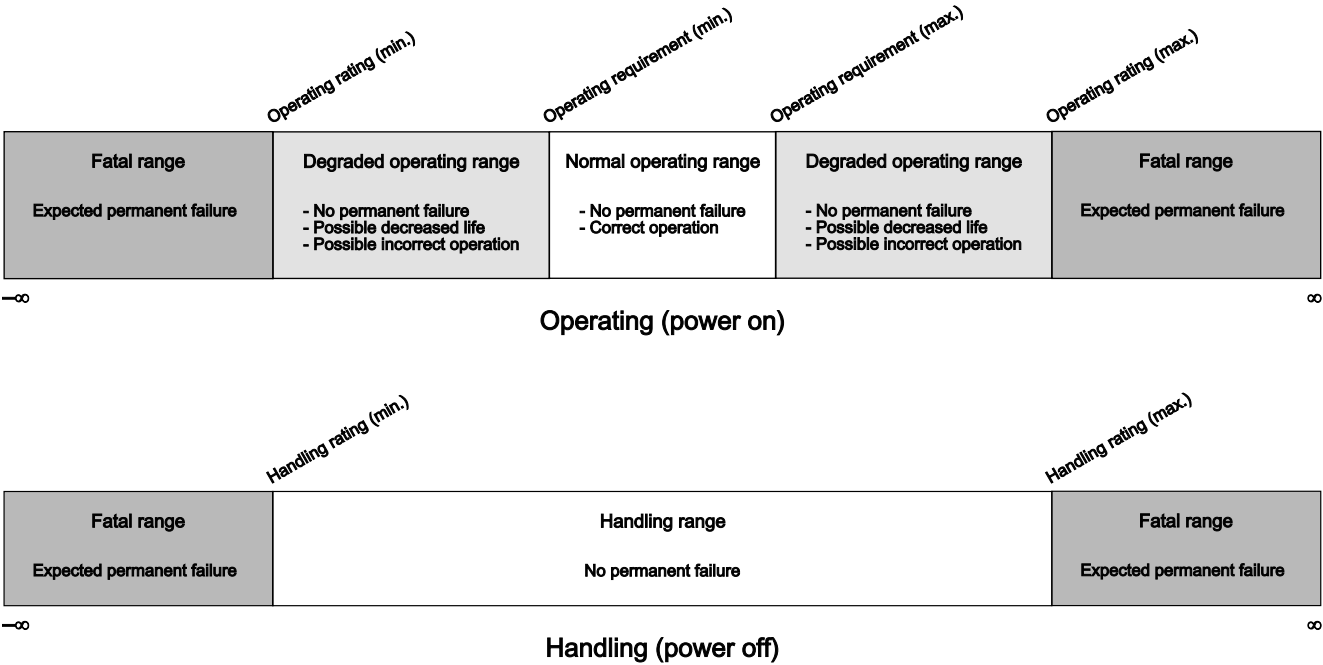 Operating rating (min.)
Operating requirement (min.)
Operating requirement (max.)
Operating rating (max.)
Fatal range
Degraded operating range
Normal operating range
Degraded operating range
Fatal range
Expected permanent failure
- No permanent failure
- Possible decreased life
- Possible incorrect operation
- No permanent failure
- Correct operation
- No permanent failure
- Possible decreased life
- Possible incorrect operation
Expected permanent failure
–∞
∞
Operating (power on)
Handling rating (min.)
Handling rating (max.)
Fatal range
Handling range
Fatal range
Expected permanent failure
No permanent failure
Expected permanent failure
–∞
∞
Handling (power off)